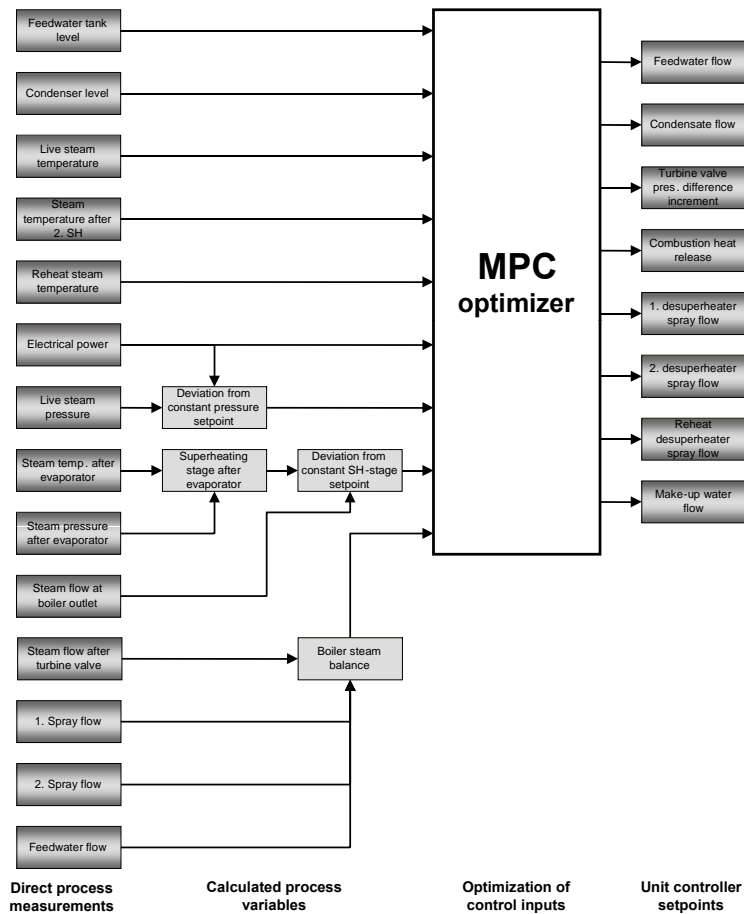 Feedwater tank
level
Condenser level
Live steam
temperature
Steam
temperature after
2. SH
Reheat steam
temperature
Electrical power
Live steam
pressure
Deviation from
constant pressure
setpoint
Steam temp. after
evaporator
Superheating
stage after
evaporator
Deviation from
constant SH-stage
setpoint
Steam pressure
after evaporator
Steam flow at
boiler outlet
Steam flow after
turbine valve
Boiler steam
balance
1. Spray flow
2. Spray flow
Feedwater flow
MPC
optimizer
Feedwater flow
Condensate flow
Turbine valve
pres. difference
increment
Combustion heat
release
1. desuperheater
spray flow
2. desuperheater
spray flow
Reheat
desuperheater
spray flow
Make-up water
flow
Direct process
measurements
Calculated process
variables
Optimization of
control inputs
Unit controller
setpoints